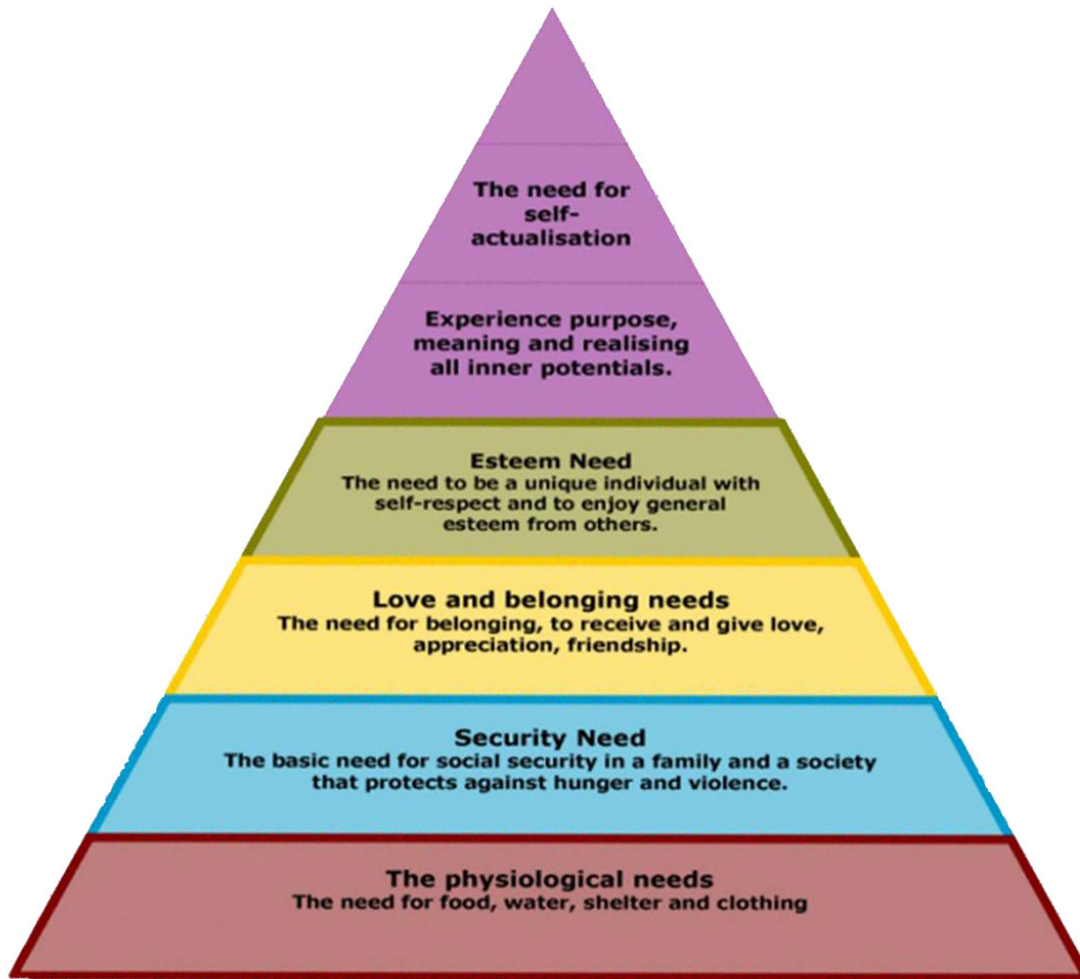 The need for
self-
actualisation
Experience purpose,
meaning and realising
all inner potentials.
Esteem Need
The need to be a unique individual with
self-respect and to enjoy general
esteem from others.
Love and belonging needs
The need for belonging, to receive and give love,
appreciation, friendship.
Security Need
The basic need for social security in a family and a society
that protects against hunger and violence.
The physiological needs
The need for food, water, shelter and clothing